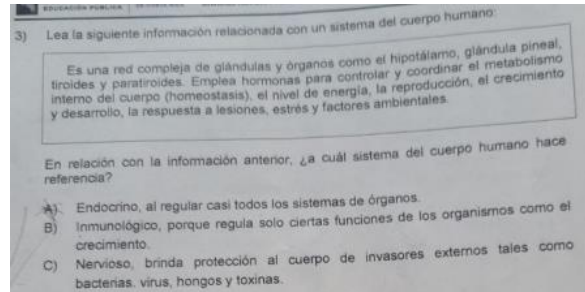 EDUCACIÓN PÚBLICA
3) Lea la siguiente información relacionada con un sistema del cuerpo humano:
Es una red compleja de glándulas y órganos como el hipotálamo, glándula pineal,
tiroides y paratiroides. Emplea hormonas para controlar y coordinar el metabolismo
interno del cuerpo (homeostasis), el nivel de energía, la reproducción, el crecimiento
y desarrollo, la respuesta a lesiones, estrés y factores ambientales.
En relación con la información anterior, ¿a cuál sistema del cuerpo humano hace
referencia?
A) Endocrino, al regular casi todos los sistemas de órganos.
B) Inmunológico, porque regula solo ciertas funciones de los organismos como el
crecimiento.
C) Nervioso, brinda protección al cuerpo de invasores externos tales como
bacterias, virus, hongos y toxinas.